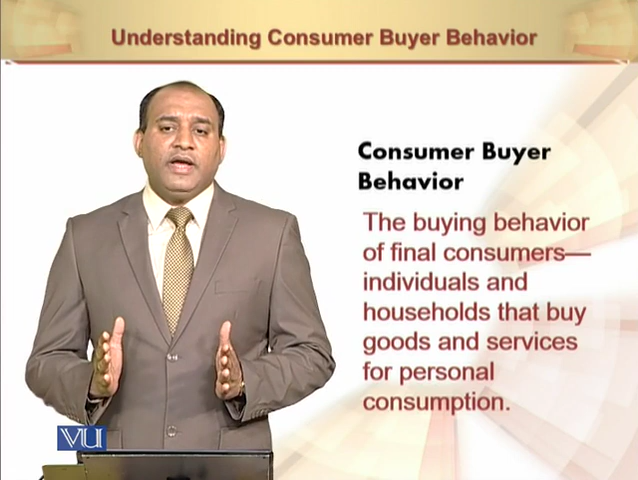 Understanding Consumer Buyer Behavior
Consumer Buyer
Behavior
The buying behavior
of final consumers—
individuals and
households that buy
goods and services
for personal
consumption.
VU